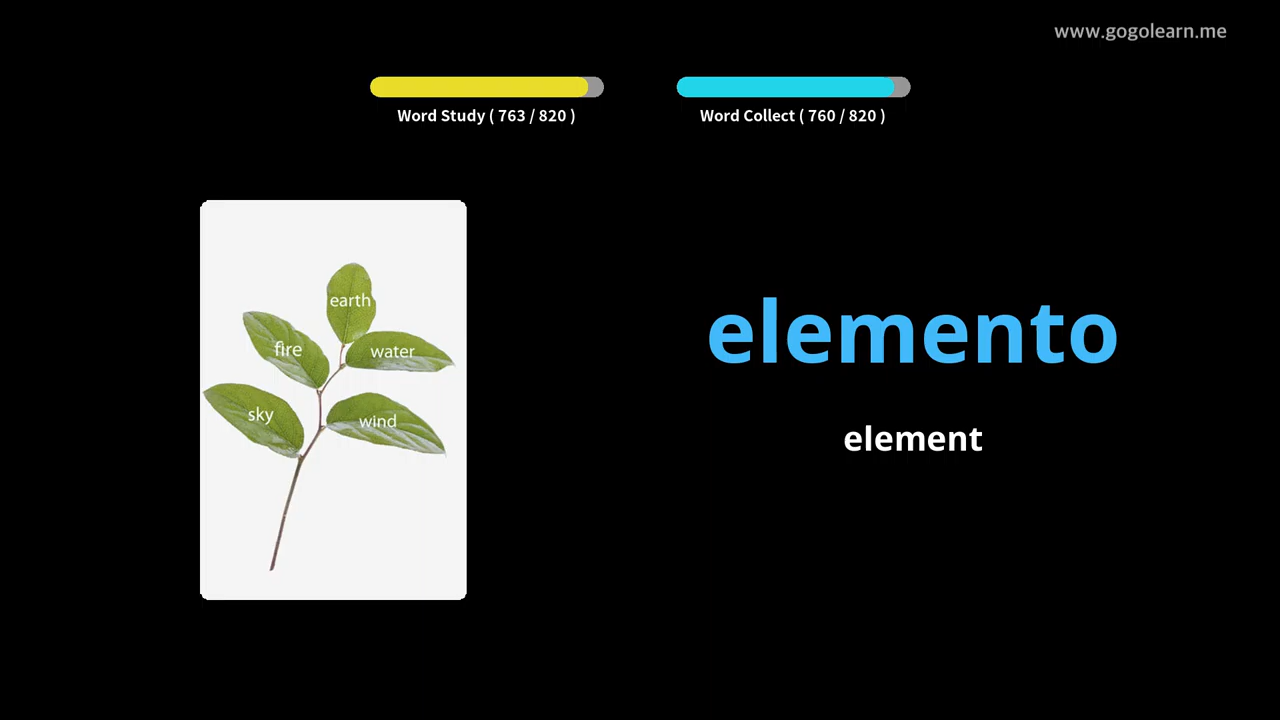 www.gogolearn.me
Word Study ( 763 / 820 )
Word Collect ( 760 / 820 )
earth
fire
water
sky
wind
elemento
element